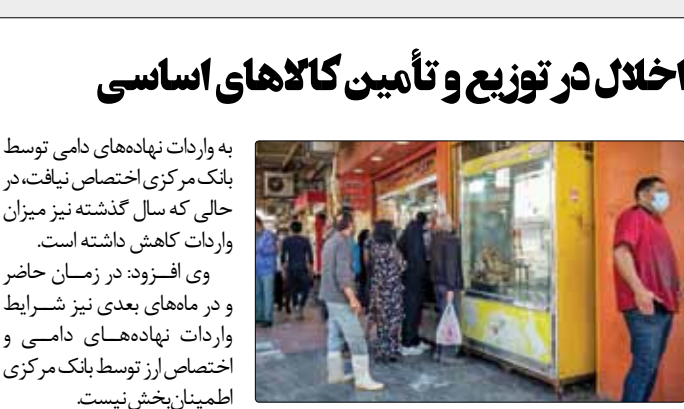 اخلال در توزیع و تأمین کالاهای اساسی
به واردات نهاده‌های دامی توسط
بانک مرکزی اختصاص نیافت، در
حالی که سال گذشته نیز میزان
واردات کاهش داشته است.
وی افزود: در زمان حاضر
و در ماه‌های بعدی نیز شرایط
واردات نهاده‌های دامی و
اختصاص ارز توسط بانک مرکزی
اطمینان‌بخش نیست.